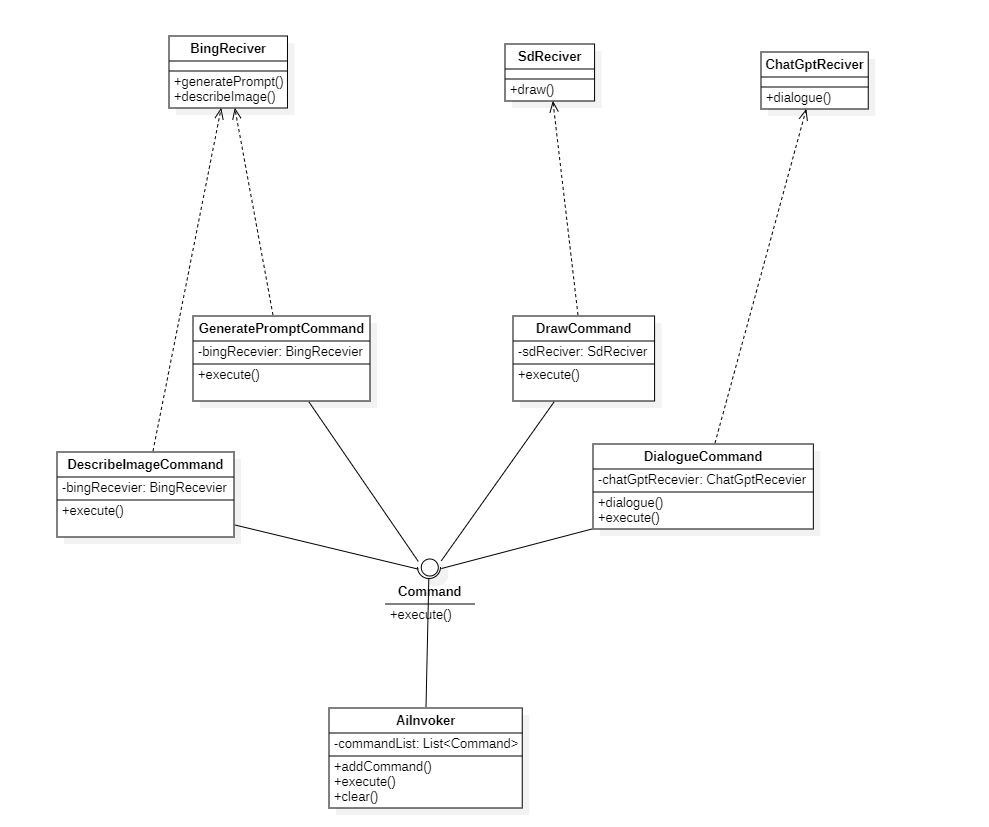 BingReciver
+generatePrompt()
+describeImage()
SdReciver
+draw()
ChatGptReciver
+dialogue()
GeneratePromptCommand
-bingRecevier: BingRecevier
+execute()
DrawCommand
-sdReciver: SdReciver
+execute()
DescribeImageCommand
-bingRecevier: BingRecevier
+execute()
DialogueCommand
-chatGptRecevier: ChatGptRecevier
+dialogue()
+execute()
Command
+execute()
AiInvoker
-commandList: List<Command>
+addCommand()
+execute()
+clear()